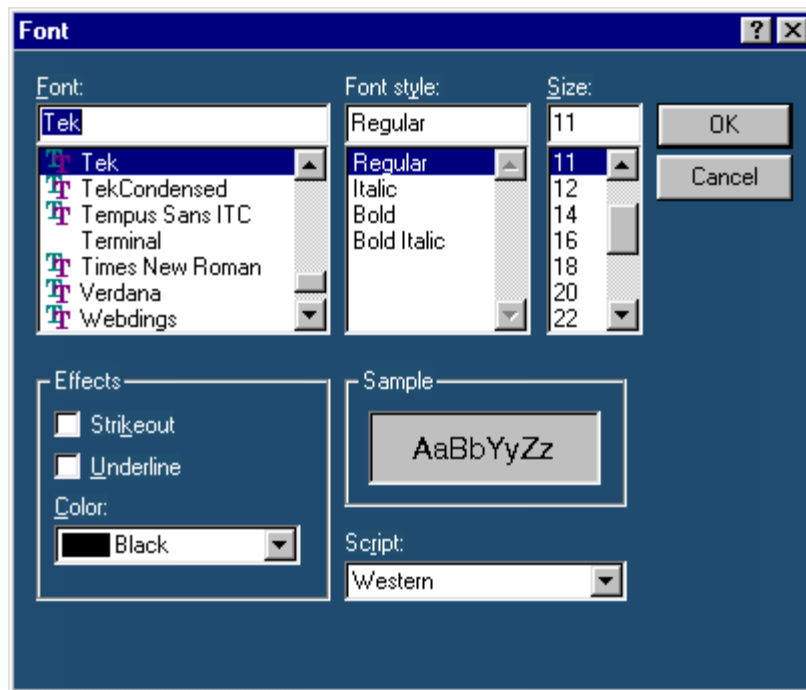 Font
Font:
Tek
Tek
TekCondensed
Tempus Sans ITC
Terminal
Times New Roman
Verdana
Webdings
Font style:
Regular
Regular
Italic
Bold
Bold Italic
Size:
11
11
12
14
16
18
20
22
OK
Cancel
Effects
Strikeout
Underline
Color:
Black
Sample
AaBbYyZz
Script:
Western